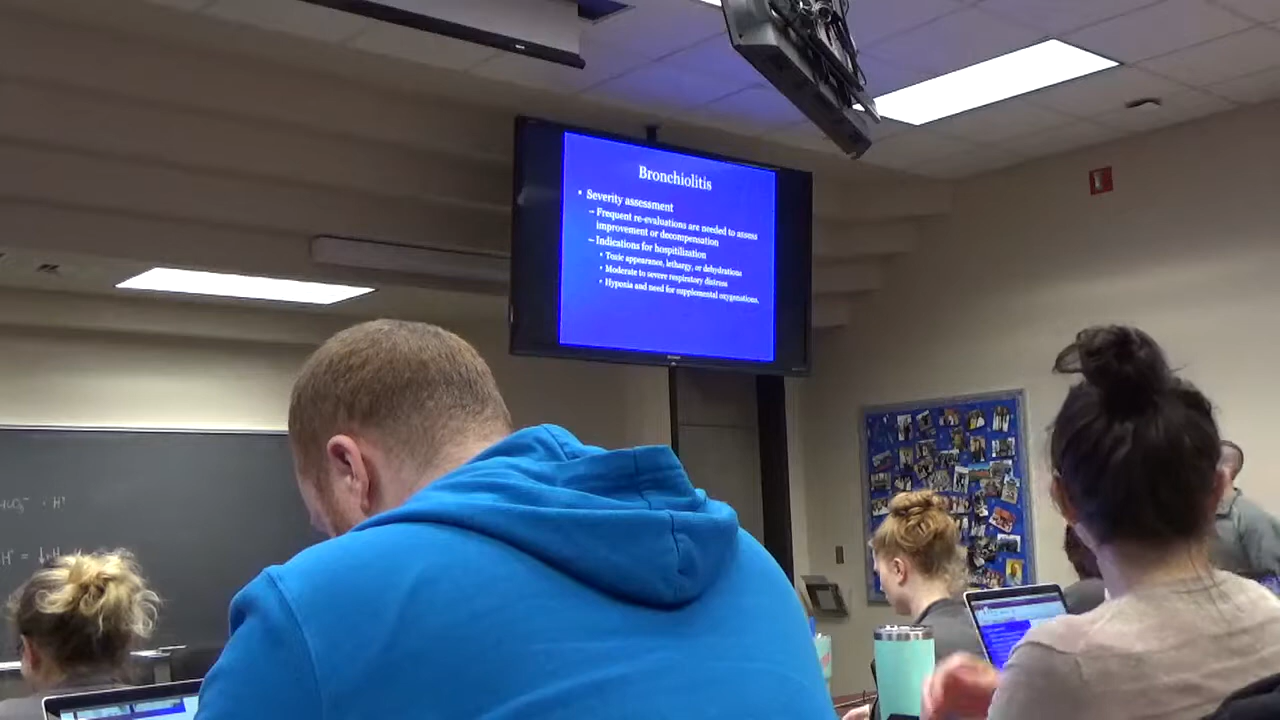 Bronchiolitis
• Severity assessment
– Frequent re-evaluations are needed to assess
improvement or decompensation
– Indications for hospitilization
• Toxic appearance, lethargy, or dehydrations
• Moderate to severe respiratory distress
• Hypoxia and need for supplemental oxygenations.